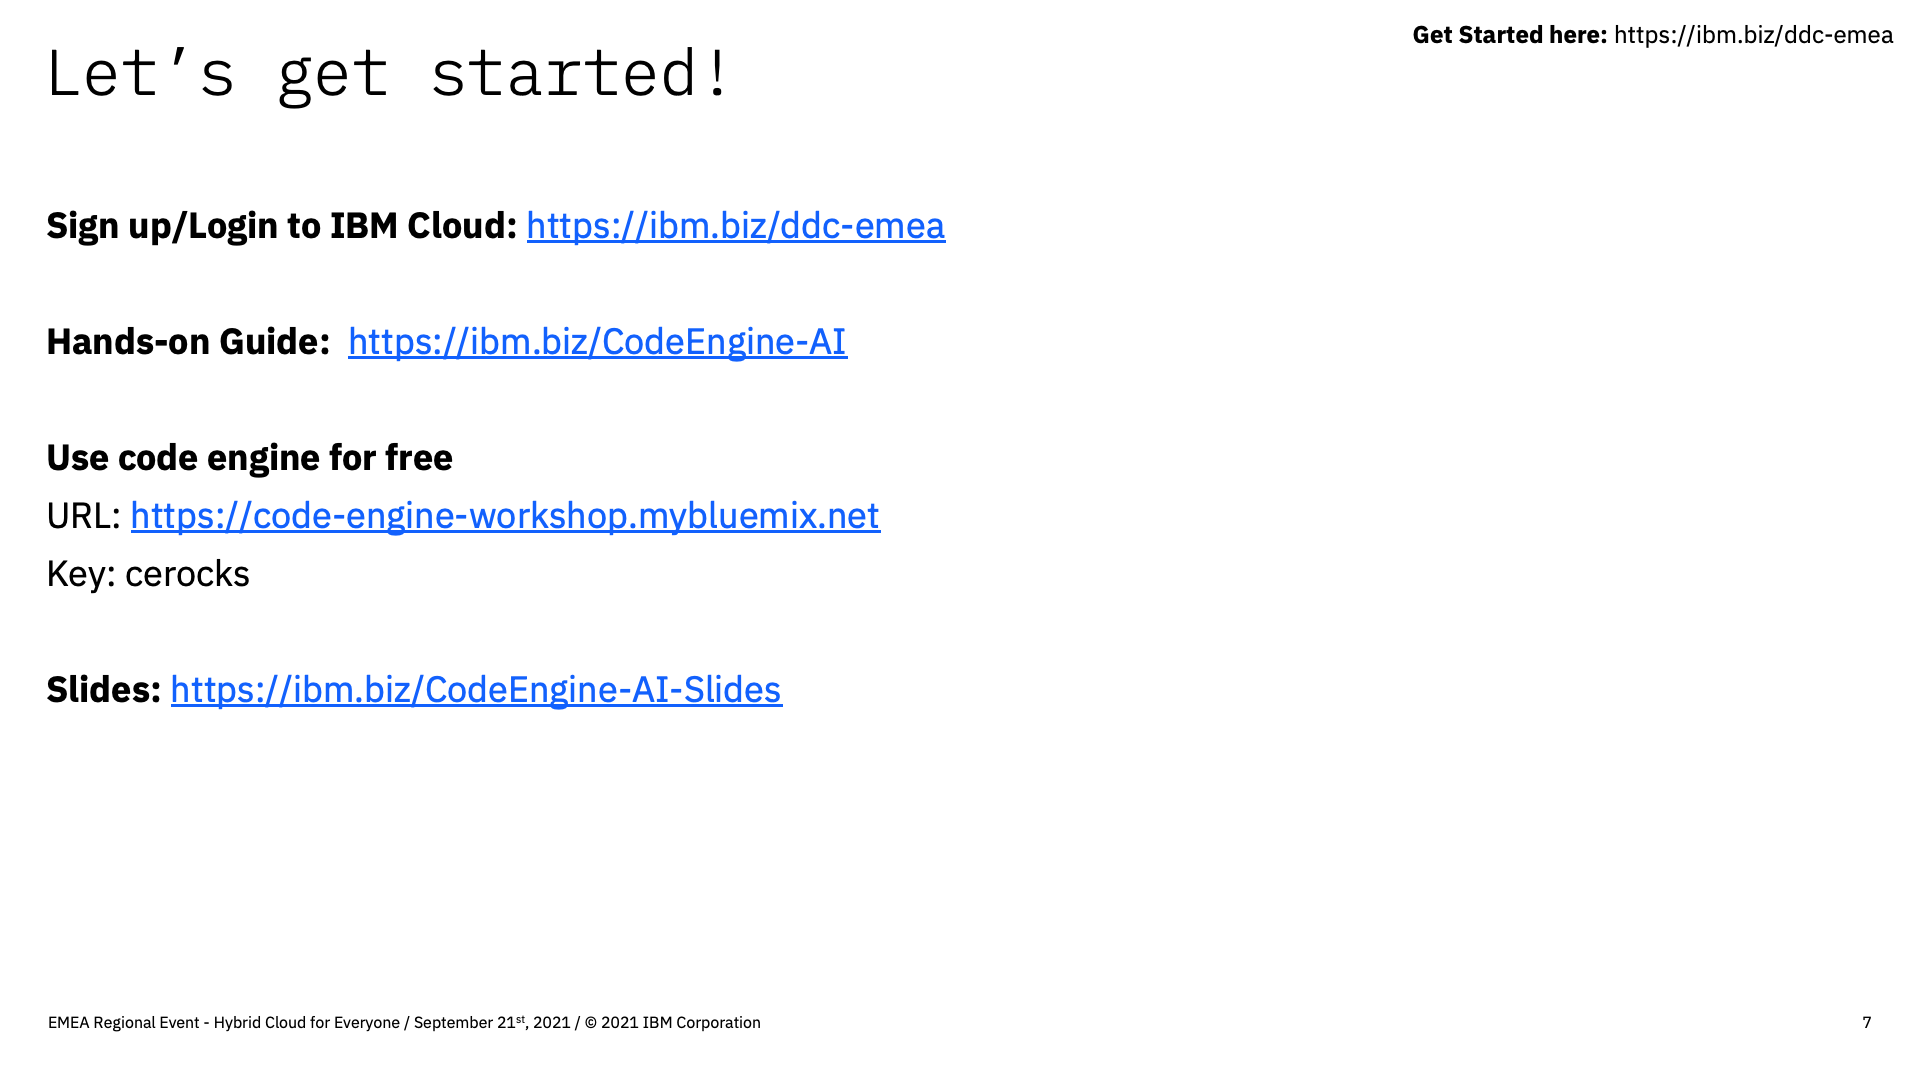 Get Started here: https://ibm.biz/ddc-emea
Let’s get started!
Sign up/Login to IBM Cloud: https://ibm.biz/ddc-emea
Hands-on Guide:  https://ibm.biz/CodeEngine-AI
Use code engine for free
URL: https://code-engine-workshop.mybluemix.net
Key: cerocks
Slides: https://ibm.biz/CodeEngine-AI-Slides
EMEA Regional Event - Hybrid Cloud for Everyone / September 21st, 2021 / © 2021 IBM Corporation
7